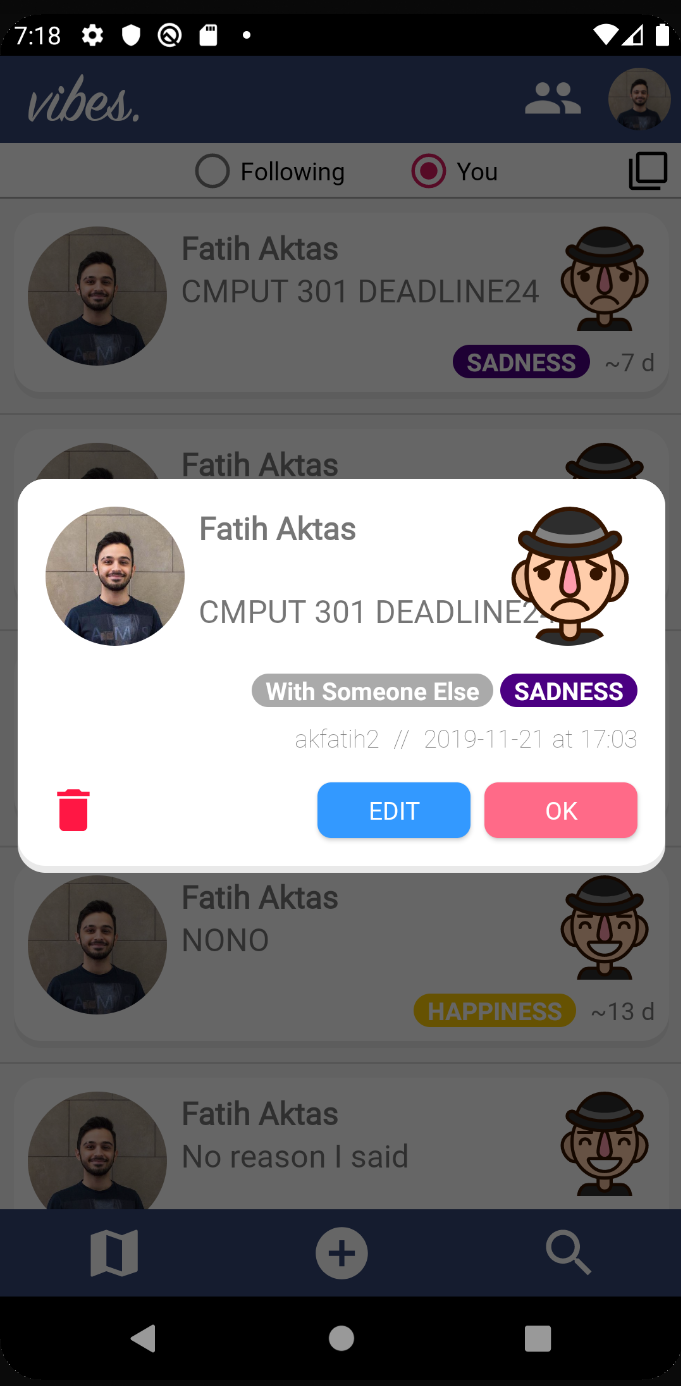 7:18
vibes.
Following
You
Fatih Aktas
CMPUT 301 DEADLINE24
SADNESS ~7 d
Fatih Aktas
Fatih Aktas
CMPUT 301 DEADLINE24
With Someone Else SADNESS
akfatih2 // 2019-11-21 at 17:03
EDIT OK
Fatih Aktas
NONO
HAPPINESS ~13 d
Fatih Aktas
No reason I said